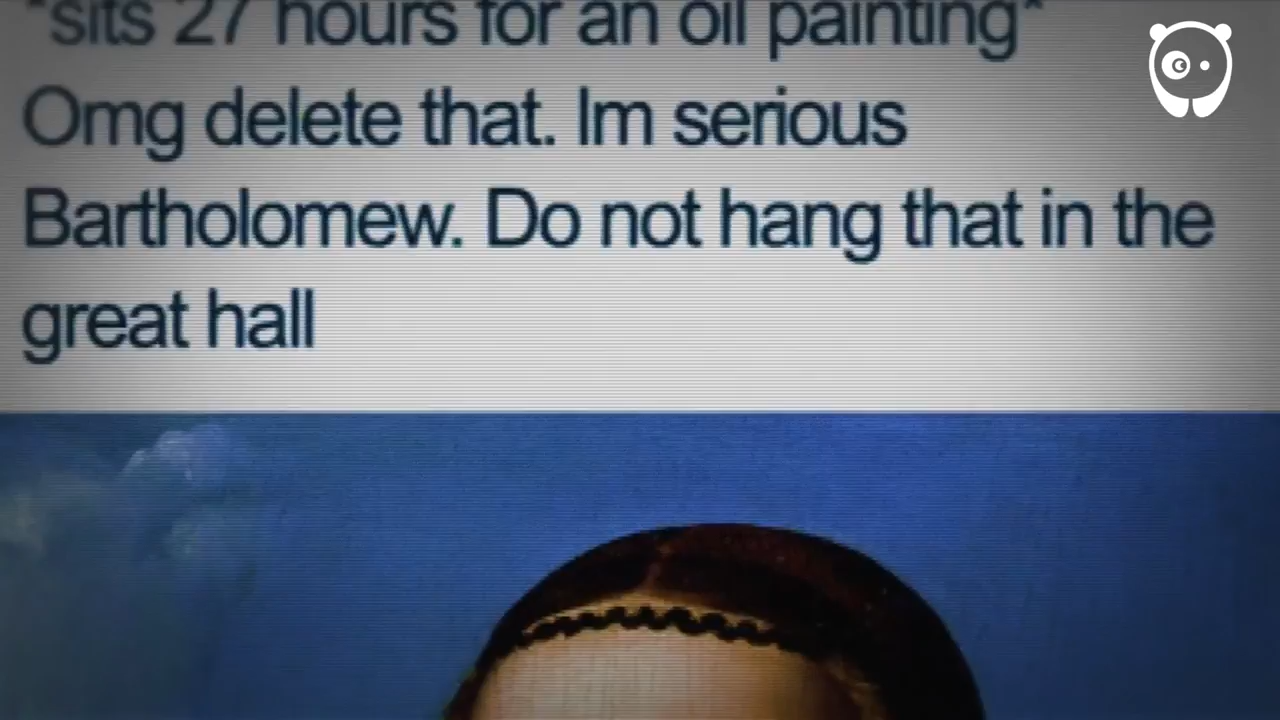 *sits 27 hours for an oil painting*
Omg delete that. Im serious
Bartholomew. Do not hang that in the
great hall